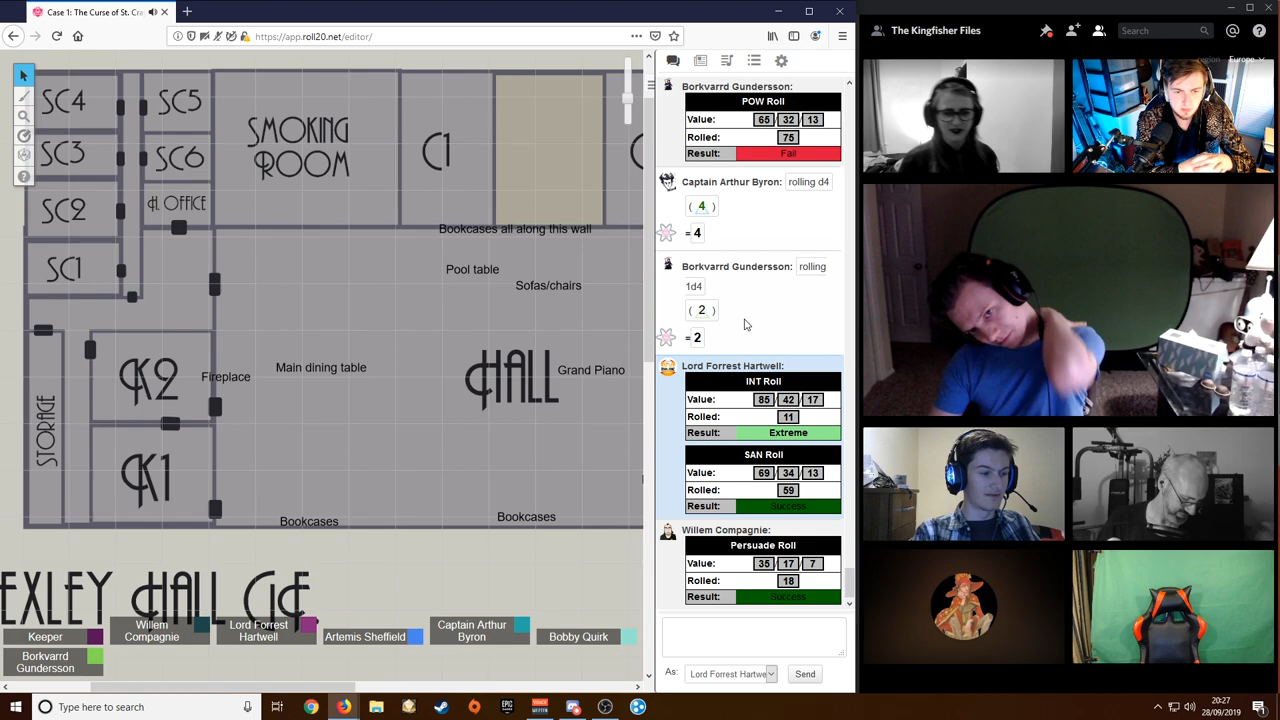 Case 1: The Curse of St. Cra
https://app.roll20.net/editor/
SC4
SC5
SC3
SC6
SC2
SC1
SMOKING
ROOM
C1
Bookcases all along this wall
Pool table
Sofas/chairs
K2
Fireplace
Main dining table
HALL
Grand Piano
STORAGE
K1
Bookcases
Bookcases
EXLEY HALL
Keeper
Willem
Compagnie
Lord Forrest
Hartwell
Artemis Sheffield
Captain Arthur
Byron
Bobby Quirk
Borkvarrd
Gundersson
Borkvarrd Gundersson:
POW Roll
Value: 65 32 13
Rolled: 75
Result: Fail
Captain Arthur Byron: rolling d4
( 4 )
= 4
Borkvarrd Gundersson: rolling
1d4
( 2 )
= 2
Lord Forrest Hartwell:
INT Roll
Value: 85 42 17
Rolled: 11
Result: Extreme
SAN Roll
Value: 69 34 13
Rolled: 59
Result: Success
Willem Compagnie:
Persuade Roll
Value: 35 17 7
Rolled: 18
Result: Success
As: Lord Forrest Hartwe
Send
The Kingfisher Files
Search
region Europe
Type here to search
EPIC
20:27
28/09/2019